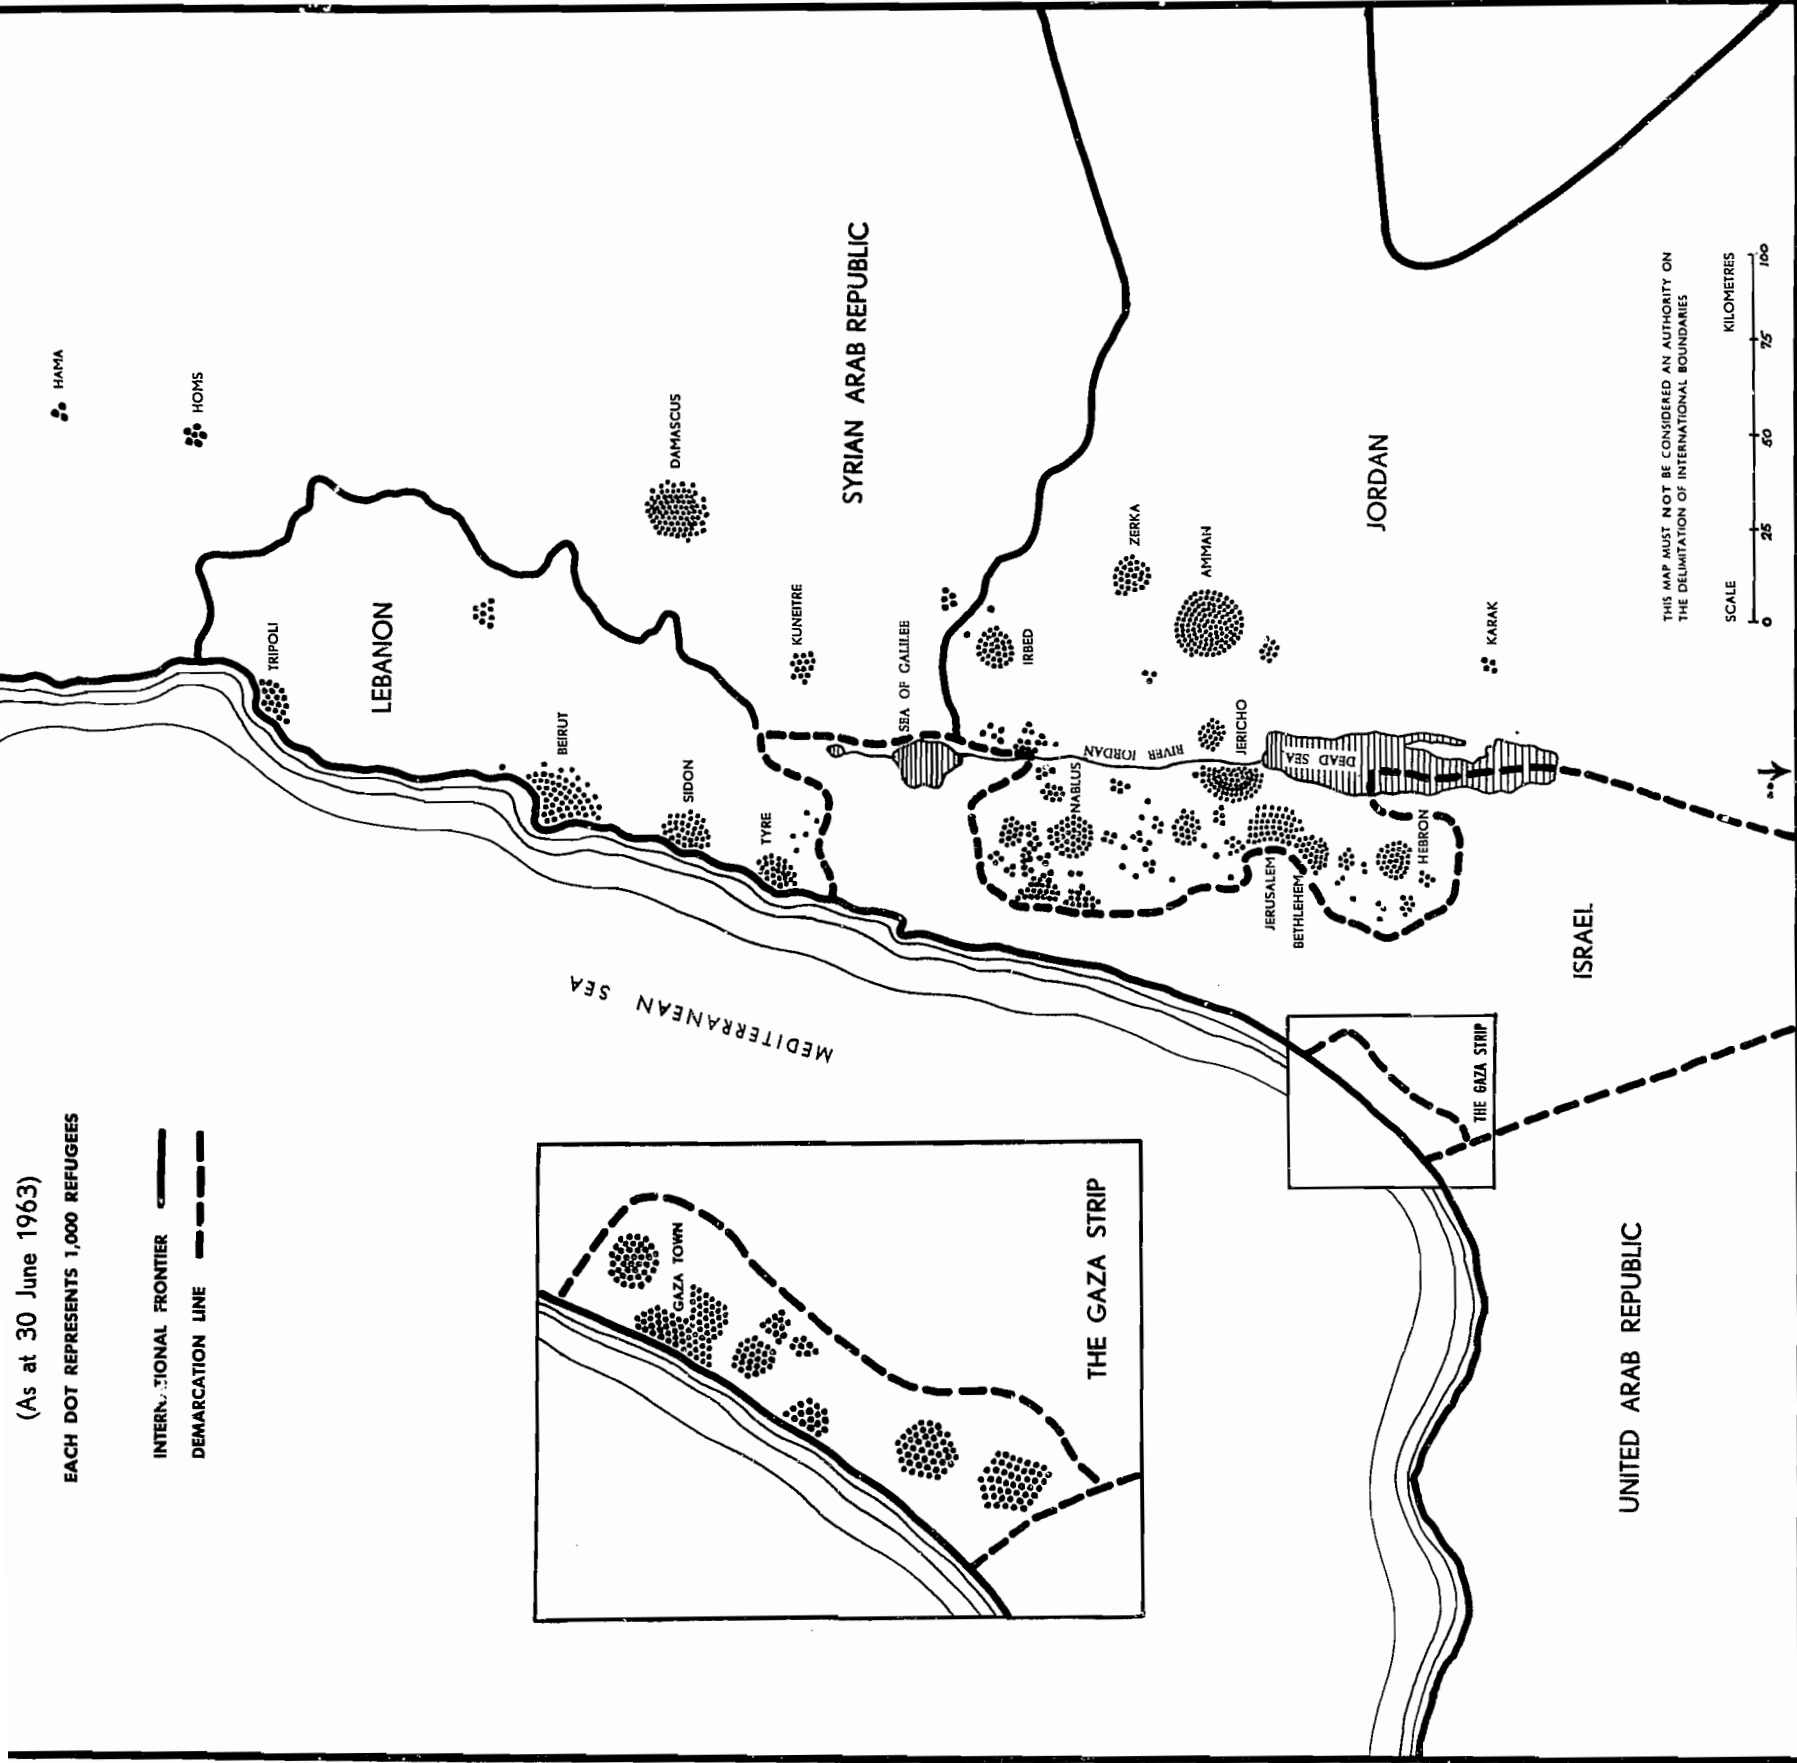 (As at 30 June 1963)
EACH DOT REPRESENTS 1,000 REFUGEES
INTERNATIONAL FRONTIER
DEMARCATION LINE
HAMA
HOMS
TRIPOLI
LEBANON
BEIRUT
DAMASCUS
SIDON
TYRE
KUNEITRE
SYRIAN ARAB REPUBLIC
SEA OF GALILEE
MEDITERRANEAN SEA
IRBED
NABLUS
RIVER JORDAN
ZERKA
AMMAN
JERICHO
JERUSALEM
BETHLEHEM
DEAD SEA
JORDAN
HEBRON
KARAK
GAZA TOWN
THE GAZA STRIP
THE GAZA STRIP
ISRAEL
UNITED ARAB REPUBLIC
THIS MAP MUST NOT BE CONSIDERED AN AUTHORITY ON
THE DELIMITATION OF INTERNATIONAL BOUNDARIES
SCALE KILOMETRES
0 25 50 75 100